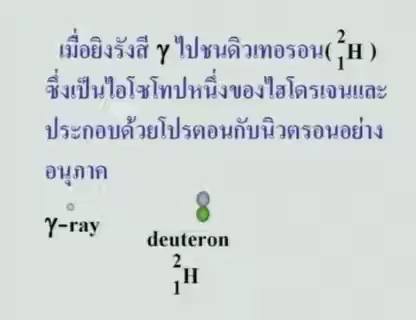 เมื่อยิงรังสี γ ไปชนดิวเทอรอน( ²₁H )
ซึ่งเป็นไอโซโทปหนึ่งของไฮโดรเจนและ
ประกอบด้วยโปรตอนกับนิวตรอนอย่าง
อนุภาค
γ-ray
deuteron
²₁H